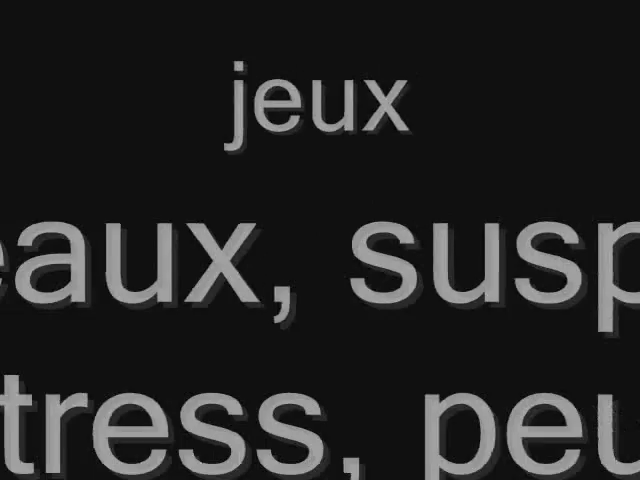 jeux
eaux, susp
tress, peu